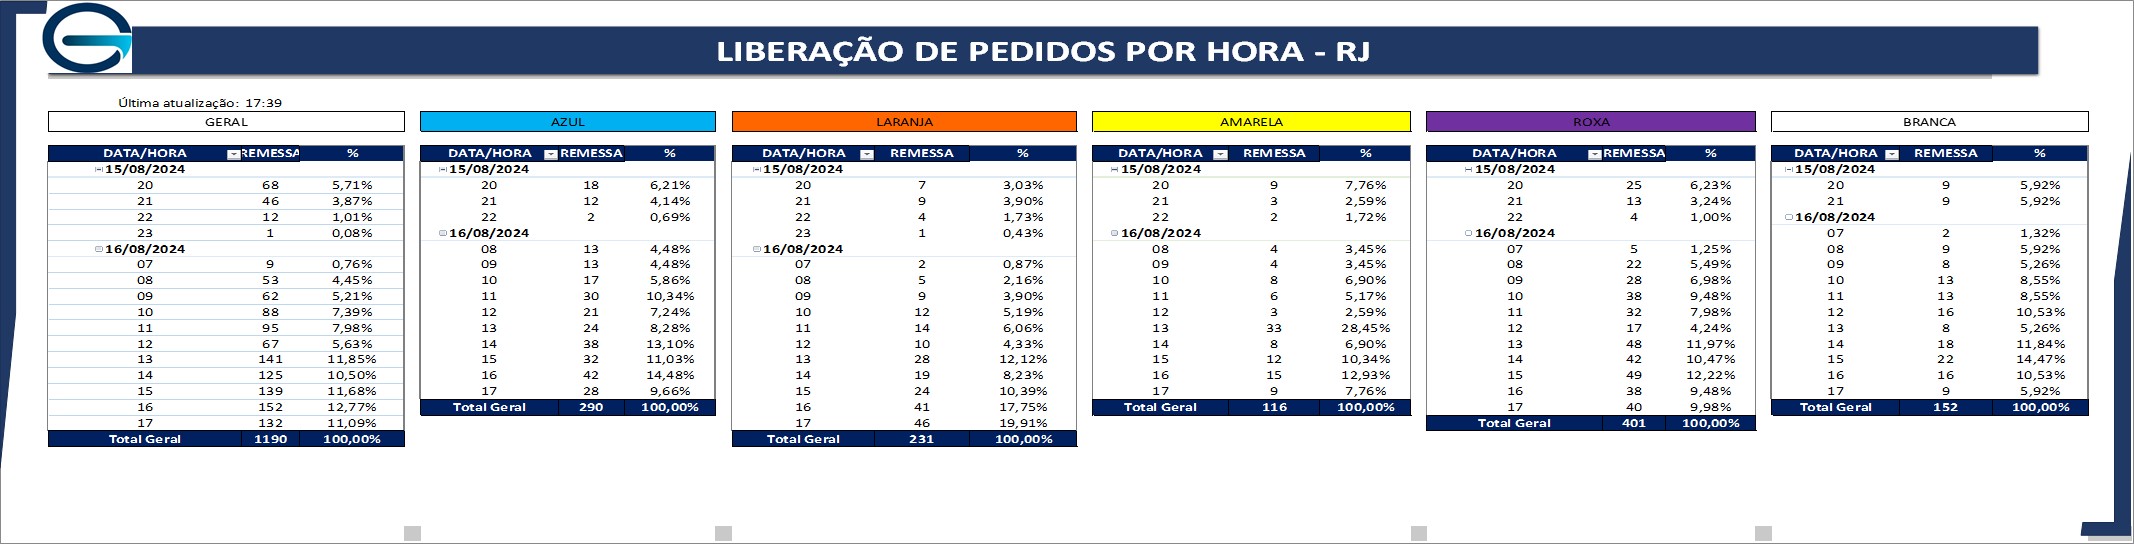 LIBERAÇÃO DE PEDIDOS POR HORA - RJ
Última atualização: 17:39
GERAL
DATA/HORA REMESSA %
15/08/2024
20 68 5,71%
21 46 3,87%
22 12 1,01%
23 1 0,08%
16/08/2024
07 9 0,76%
08 53 4,45%
09 62 5,21%
10 88 7,39%
11 95 7,98%
12 67 5,63%
13 141 11,85%
14 125 10,50%
15 139 11,68%
16 152 12,77%
17 132 11,09%
Total Geral 1190 100,00%
AZUL
DATA/HORA REMESSA %
15/08/2024
20 18 6,21%
21 12 4,14%
22 2 0,69%
16/08/2024
08 13 4,48%
09 13 4,48%
10 17 5,86%
11 30 10,34%
12 21 7,24%
13 24 8,28%
14 38 13,10%
15 32 11,03%
16 42 14,48%
17 28 9,66%
Total Geral 290 100,00%
LARANJA
DATA/HORA REMESSA %
15/08/2024
20 7 3,03%
21 9 3,90%
22 4 1,73%
23 1 0,43%
16/08/2024
07 2 0,87%
08 5 2,16%
09 9 3,90%
10 12 5,19%
11 14 6,06%
12 10 4,33%
13 28 12,12%
14 19 8,23%
15 24 10,39%
16 41 17,75%
17 46 19,91%
Total Geral 231 100,00%
AMARELA
DATA/HORA REMESSA %
15/08/2024
20 9 7,76%
21 3 2,59%
22 2 1,72%
16/08/2024
08 4 3,45%
09 4 3,45%
10 8 6,90%
11 6 5,17%
12 3 2,59%
13 33 28,45%
14 8 6,90%
15 12 10,34%
16 15 12,93%
17 9 7,76%
Total Geral 116 100,00%
ROXA
DATA/HORA REMESSA %
15/08/2024
20 25 6,23%
21 13 3,24%
22 4 1,00%
16/08/2024
07 5 1,25%
08 22 5,49%
09 28 6,98%
10 38 9,48%
11 32 7,98%
12 17 4,24%
13 48 11,97%
14 42 10,47%
15 49 12,22%
16 38 9,48%
17 40 9,98%
Total Geral 401 100,00%
BRANCA
DATA/HORA REMESSA %
15/08/2024
20 9 5,92%
21 9 5,92%
16/08/2024
07 2 1,32%
08 9 5,92%
09 8 5,26%
10 13 8,55%
11 13 8,55%
12 16 10,53%
13 8 5,26%
14 18 11,84%
15 22 14,47%
16 16 10,53%
17 9 5,92%
Total Geral 152 100,00%